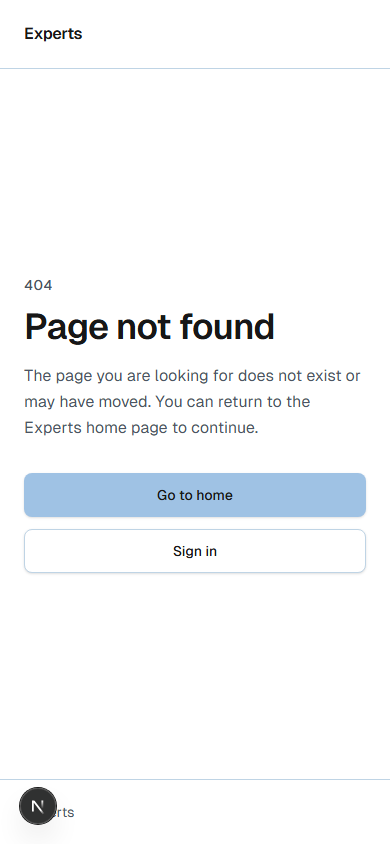 Experts
404
Page not found
The page you are looking for does not exist or
may have moved. You can return to the
Experts home page to continue.
Go to home
Sign in
N